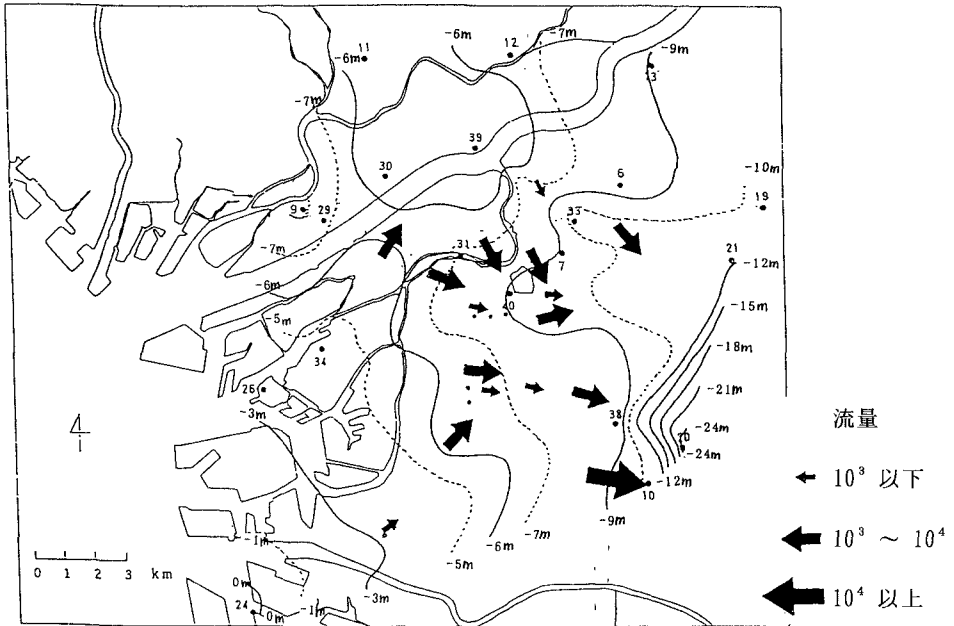 -6m
11
-6m
12
-7m
-9m
-7m
39
30
6
-10m
19
9
29
33
-7m
31
7
21
-12m
-6m
-15m
-5m
34
-18m
26
-21m
-3m
38
-24m
-24m
-12m
10
-9m
-7m
-6m
-5m
-3m
-1m
0m
24
-0m
-1m
0 1 2 3 km
流量
10³ 以下
10³ ～ 10⁴
10⁴ 以上